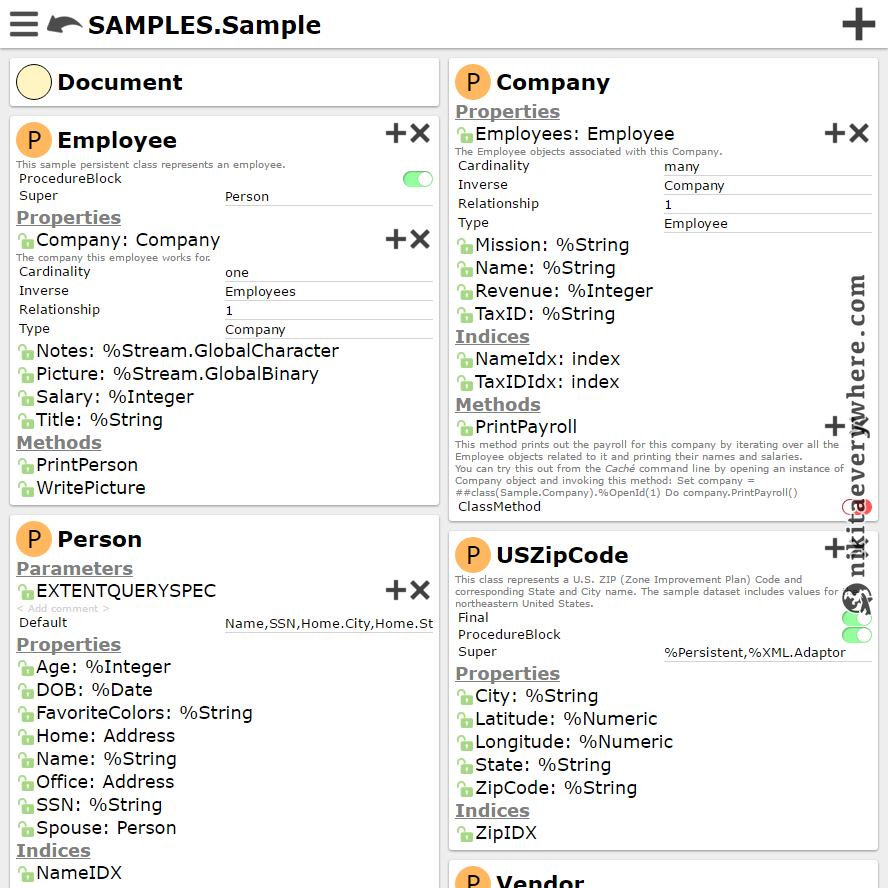 SAMPLES.Sample
Document
P Employee
This sample persistent class represents an employee.
ProcedureBlock
Super Person
Properties
Company: Company
The company this employee works for.
Cardinality one
Inverse Employees
Relationship 1
Type Company
Notes: %Stream.GlobalCharacter
Picture: %Stream.GlobalBinary
Salary: %Integer
Title: %String
Methods
PrintPerson
WritePicture
P Person
Parameters
EXTENTQUERYSPEC
< Add comment >
Default Name,SSN,Home.City,Home.St
Properties
Age: %Integer
DOB: %Date
FavoriteColors: %String
Home: Address
Name: %String
Office: Address
SSN: %String
Spouse: Person
Indices
NameIDX
P Company
Properties
Employees: Employee
The Employee objects associated with this Company.
Cardinality many
Inverse Company
Relationship 1
Type Employee
Mission: %String
Name: %String
Revenue: %Integer
TaxID: %String
Indices
NameIdx: index
TaxIDIdx: index
Methods
PrintPayroll
This method prints out the payroll for this company by iterating over all the
Employee objects related to it and printing their names and salaries.
You can try this out from the Caché command line by opening an instance of
Company object and invoking this method: Set company =
##class(Sample.Company).%OpenId(1) Do company.PrintPayroll()
ClassMethod
P USZipCode
This class represents a U.S. ZIP (Zone Improvement Plan) Code and
corresponding State and City name. The sample dataset includes values for
northeastern United States.
Final
ProcedureBlock
Super %Persistent,%XML.Adaptor
Properties
City: %String
Latitude: %Numeric
Longitude: %Numeric
State: %String
ZipCode: %String
Indices
ZipIDX
P Vendor
nikitaeverywhere.com